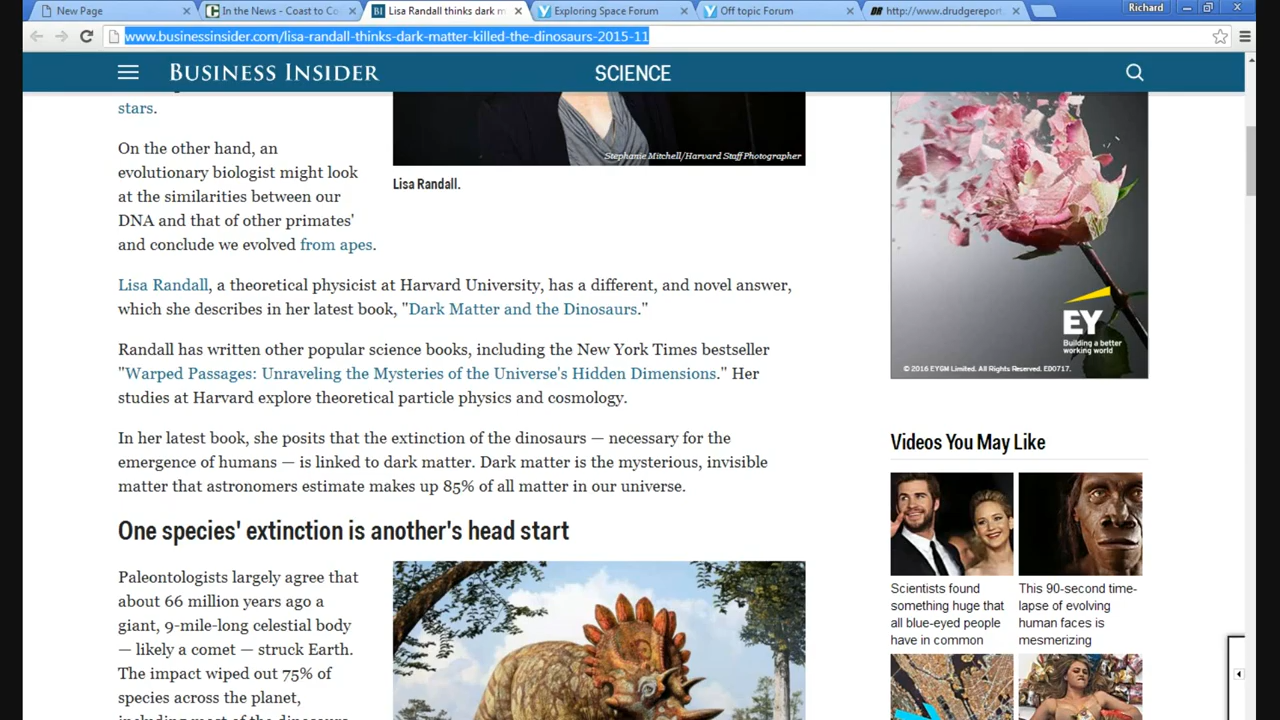 New Page
In the News - Coast to Co
Lisa Randall thinks dark m
Exploring Space Forum
Off topic Forum
http://www.drudgereport
Richard
www.businessinsider.com/lisa-randall-thinks-dark-matter-killed-the-dinosaurs-2015-11
BUSINESS INSIDER
SCIENCE
stars.
On the other hand, an
evolutionary biologist might look
at the similarities between our
DNA and that of other primates'
and conclude we evolved from apes.
Stephanie Mitchell/Harvard Staff Photographer
Lisa Randall.
Lisa Randall, a theoretical physicist at Harvard University, has a different, and novel answer,
which she describes in her latest book, "Dark Matter and the Dinosaurs."
Randall has written other popular science books, including the New York Times bestseller
"Warped Passages: Unraveling the Mysteries of the Universe's Hidden Dimensions." Her
studies at Harvard explore theoretical particle physics and cosmology.
In her latest book, she posits that the extinction of the dinosaurs — necessary for the
emergence of humans — is linked to dark matter. Dark matter is the mysterious, invisible
matter that astronomers estimate makes up 85% of all matter in our universe.
One species' extinction is another's head start
Paleontologists largely agree that
about 66 million years ago a
giant, 9-mile-long celestial body
— likely a comet — struck Earth.
The impact wiped out 75% of
species across the planet,
including most of the dinosaurs
EY
Building a better
working world
© 2016 EYGM Limited. All Rights Reserved. ED0717.
Videos You May Like
Scientists found
something huge that
all blue-eyed people
have in common
This 90-second time-
lapse of evolving
human faces is
mesmerizing